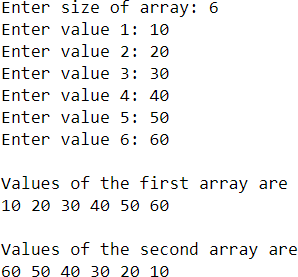 Enter size of array: 6
Enter value 1: 10
Enter value 2: 20
Enter value 3: 30
Enter value 4: 40
Enter value 5: 50
Enter value 6: 60
Values of the first array are
10 20 30 40 50 60
Values of the second array are
60 50 40 30 20 10